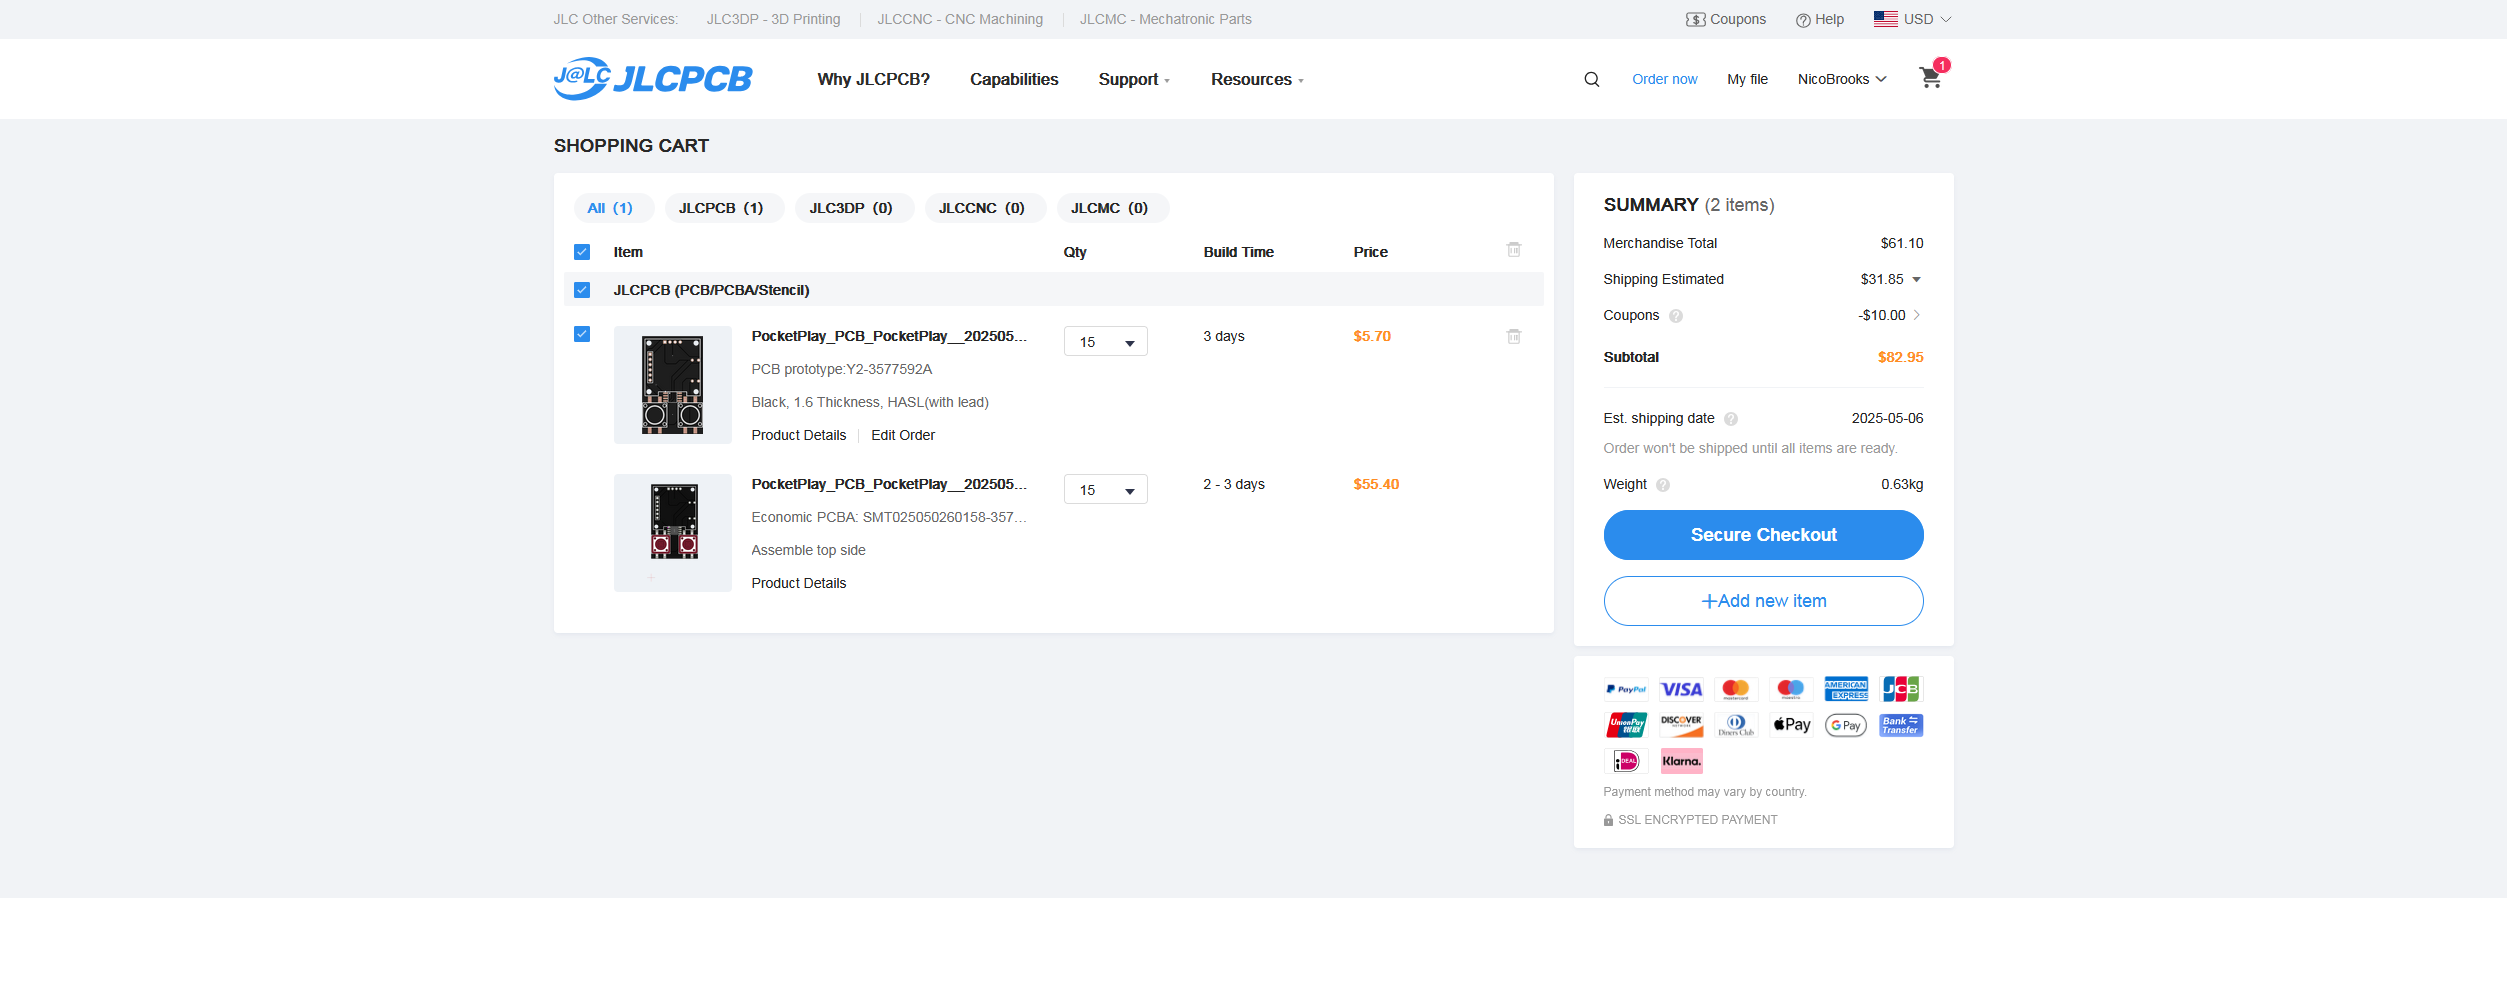 JLC Other Services: JLC3DP - 3D Printing JLCCNC - CNC Machining JLCMC - Mechatronic Parts Coupons Help USD
J@LC JLCPCB Why JLCPCB? Capabilities Support Resources Order now My file NicoBrooks 1
SHOPPING CART
All (1) JLCPCB (1) JLC3DP (0) JLCCNC (0) JLCMC (0)
Item Qty Build Time Price
JLCPCB (PCB/PCBA/Stencil)
PocketPlay_PCB_PocketPlay__202505... 15 3 days $5.70
PCB prototype:Y2-3577592A
Black, 1.6 Thickness, HASL(with lead)
Product Details Edit Order
PocketPlay_PCB_PocketPlay__202505... 15 2 - 3 days $55.40
Economic PCBA: SMT025050260158-357...
Assemble top side
Product Details
SUMMARY (2 items)
Merchandise Total $61.10
Shipping Estimated $31.85
Coupons ? -$10.00
Subtotal $82.95
Est. shipping date ? 2025-05-06
Order won't be shipped until all items are ready.
Weight ? 0.63kg
Secure Checkout
+Add new item
PayPal VISA mastercard maestro AMERICAN EXPRESS JCB
UnionPay 银联 DISCOVER NETWORK Diners Club Pay G Pay Bank Transfer
iDEAL Klarna.
Payment method may vary by country.
SSL ENCRYPTED PAYMENT